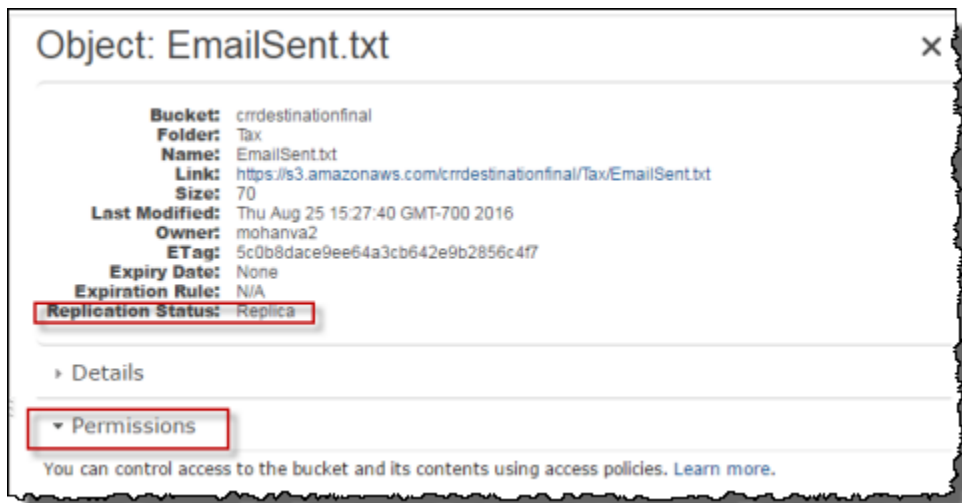 Object: EmailSent.txt
Bucket: crrdestinationfinal
Folder: Tax
Name: EmailSent.txt
Link: https://s3.amazonaws.com/crrdestinationfinal/Tax/EmailSent.txt
Size: 70
Last Modified: Thu Aug 25 15:27:40 GMT-700 2016
Owner: mohanva2
ETag: 5c0b8dace9ee64a3cb642e9b2856c4f7
Expiry Date: None
Expiration Rule: N/A
Replication Status: Replica
Details
Permissions
You can control access to the bucket and its contents using access policies. Learn more.